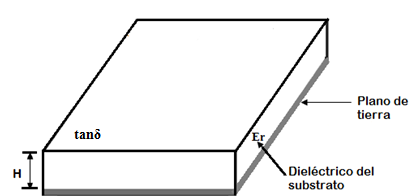 tanδ
Er
Plano de
tierra
H
Dieléctrico del
substrato